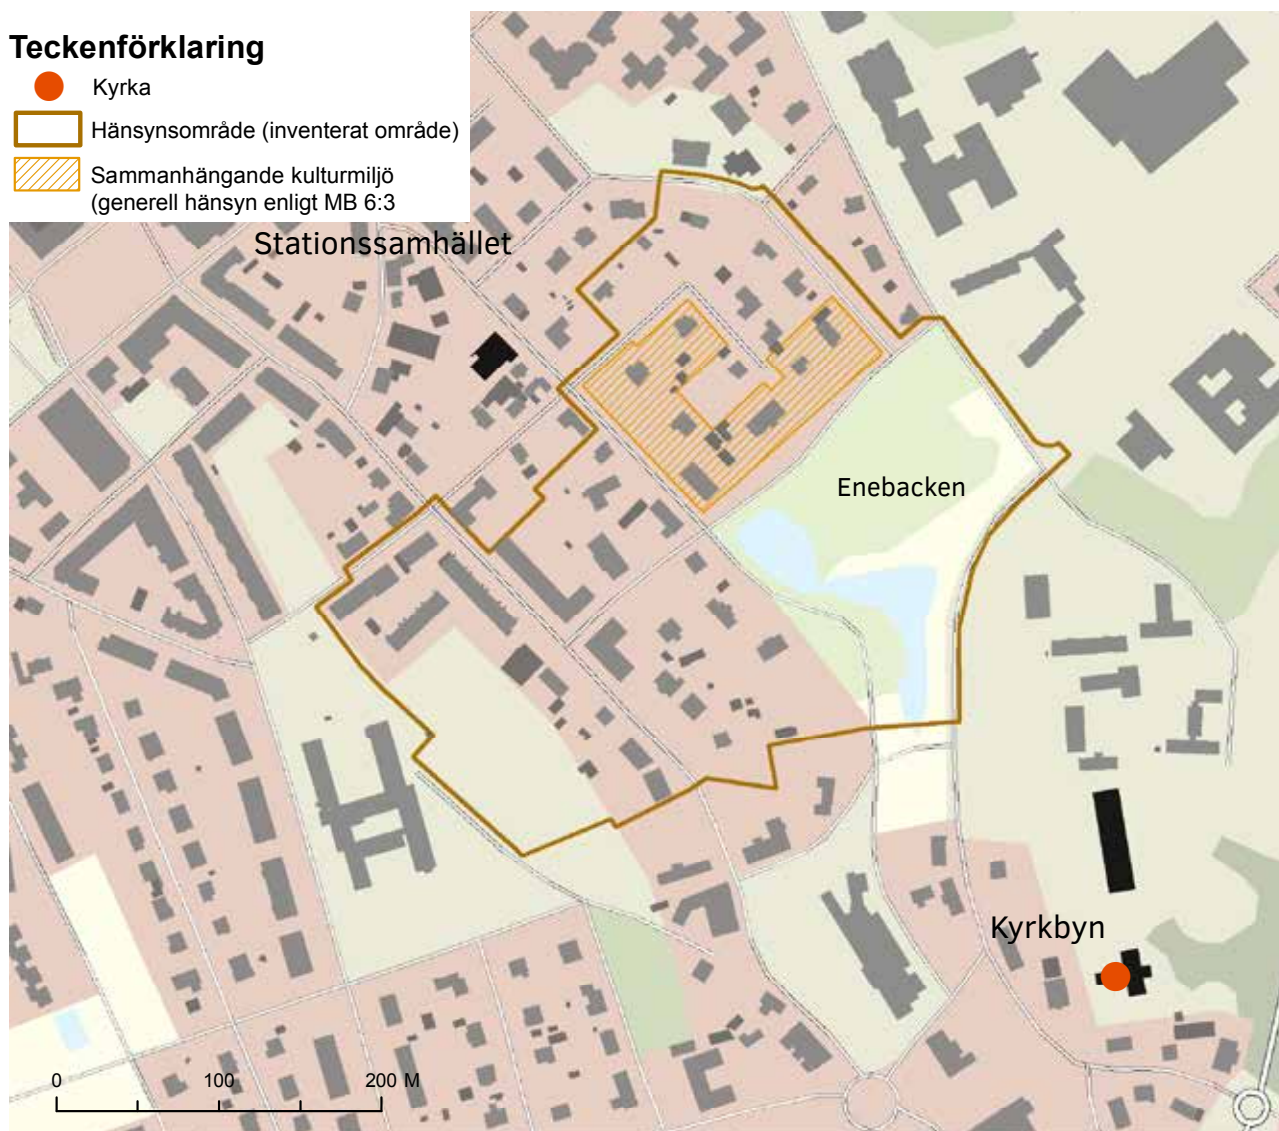 Teckenförklaring
Kyrka
Hänsynsområde (inventerat område)
Sammanhängande kulturmiljö
(generell hänsyn enligt MB 6:3
Stationssamhället
Enebacken
Kyrkbyn
0 100 200 M